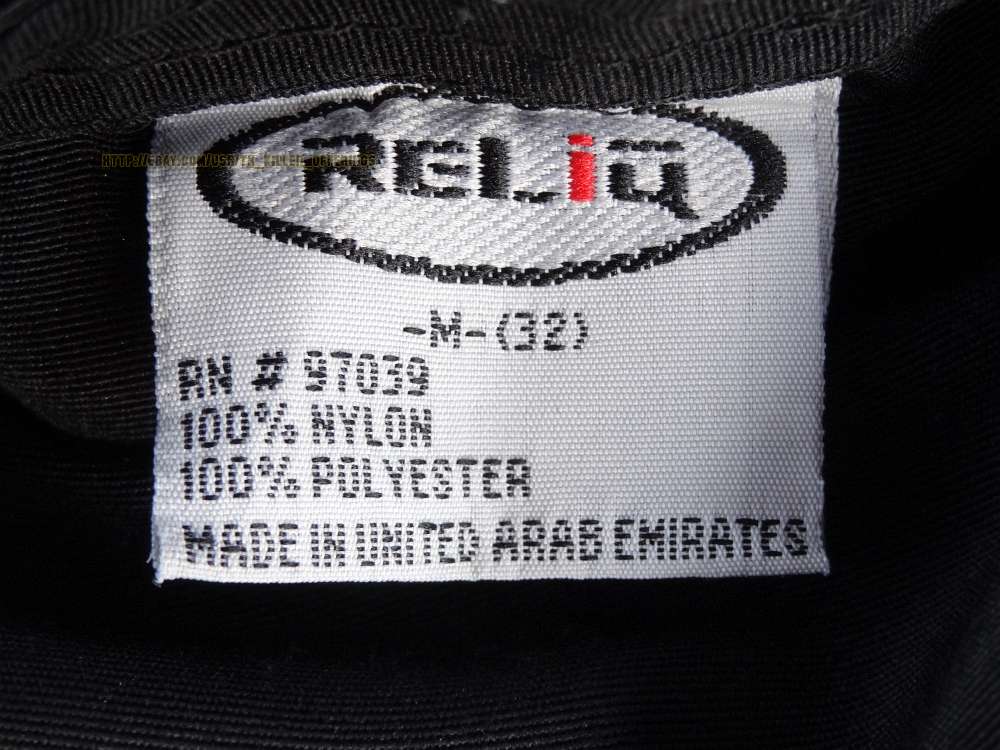 RELiQ
-M-(32)
RN # 97039
100% NYLON
100% POLYESTER
MADE IN UNITED ARAB EMIRATES